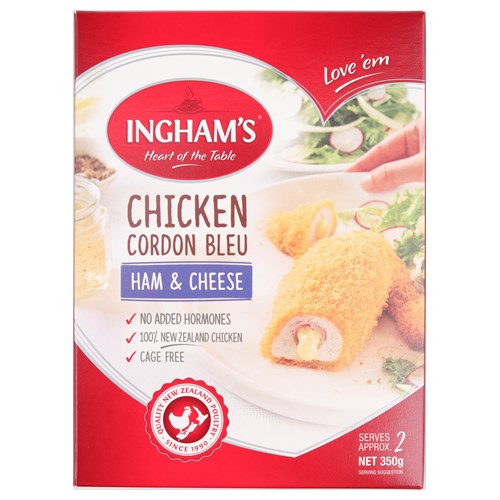 Love 'em
INGHAM'S
Heart of the Table
CHICKEN
CORDON BLEU
HAM & CHEESE
✓ NO ADDED HORMONES
✓ 100% NEW ZEALAND CHICKEN
✓ CAGE FREE
QUALITY NEW ZEALAND POULTRY
SINCE 1990
SERVES
APPROX. 2
NET 350g
SERVING SUGGESTION